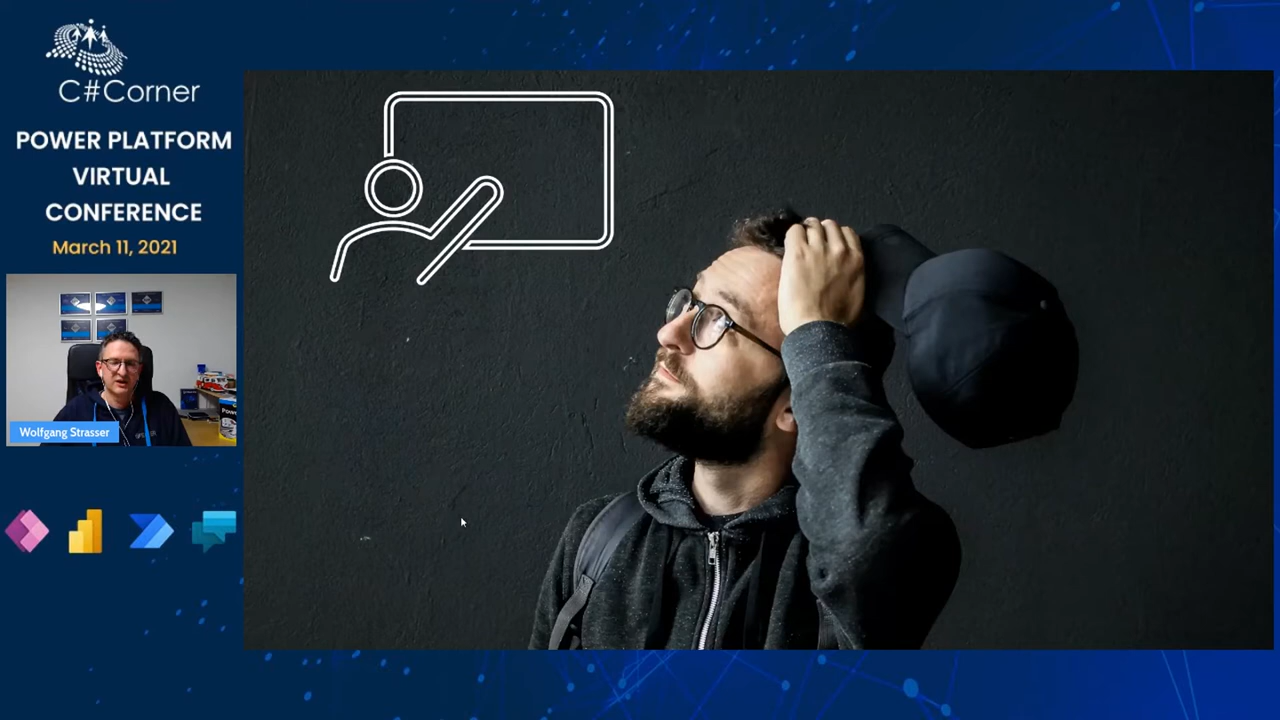 C#Corner
POWER PLATFORM
VIRTUAL
CONFERENCE
March 11, 2021
Wolfgang Strasser